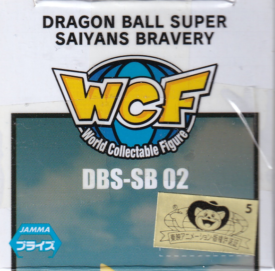 DRAGON BALL SUPER
SAIYANS BRAVERY
WCF
World Collectable Figure
DBS-SB 02
5
JAMMA
プライズ